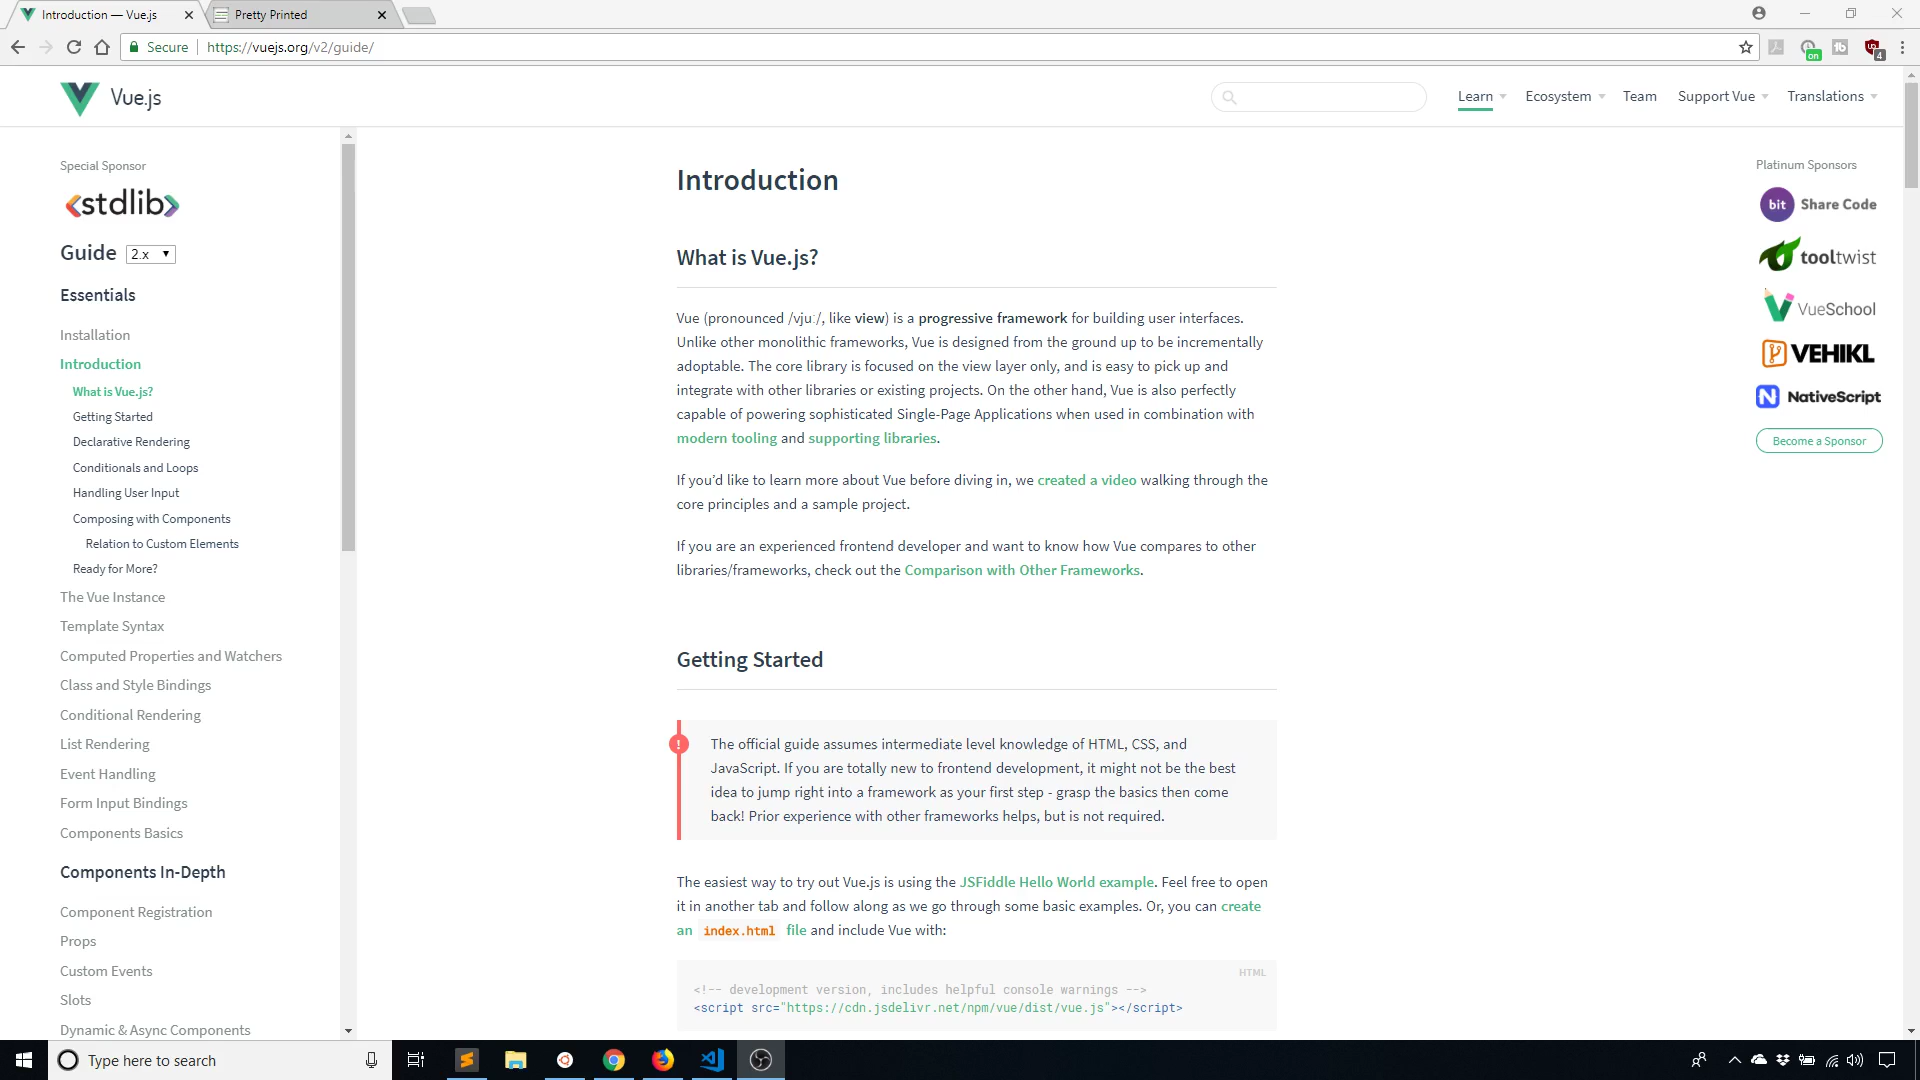 Introduction — Vue.js
Pretty Printed
Secure
https://vuejs.org/v2/guide/
on
4
Vue.js
Learn
Ecosystem
Team
Support Vue
Translations
Special Sponsor
<stdlib>
Guide 2.x
Essentials
Installation
Introduction
What is Vue.js?
Getting Started
Declarative Rendering
Conditionals and Loops
Handling User Input
Composing with Components
Relation to Custom Elements
Ready for More?
The Vue Instance
Template Syntax
Computed Properties and Watchers
Class and Style Bindings
Conditional Rendering
List Rendering
Event Handling
Form Input Bindings
Components Basics
Components In-Depth
Component Registration
Props
Custom Events
Slots
Dynamic & Async Components
Introduction
What is Vue.js?
Vue (pronounced /vjuː/, like view) is a progressive framework for building user interfaces.
Unlike other monolithic frameworks, Vue is designed from the ground up to be incrementally
adoptable. The core library is focused on the view layer only, and is easy to pick up and
integrate with other libraries or existing projects. On the other hand, Vue is also perfectly
capable of powering sophisticated Single-Page Applications when used in combination with
modern tooling and supporting libraries.
If you’d like to learn more about Vue before diving in, we created a video walking through the
core principles and a sample project.
If you are an experienced frontend developer and want to know how Vue compares to other
libraries/frameworks, check out the Comparison with Other Frameworks.
Getting Started
!
The official guide assumes intermediate level knowledge of HTML, CSS, and
JavaScript. If you are totally new to frontend development, it might not be the best
idea to jump right into a framework as your first step - grasp the basics then come
back! Prior experience with other frameworks helps, but is not required.
The easiest way to try out Vue.js is using the JSFiddle Hello World example. Feel free to open
it in another tab and follow along as we go through some basic examples. Or, you can create
an index.html file and include Vue with:
HTML
<!-- development version, includes helpful console warnings -->
<script src="https://cdn.jsdelivr.net/npm/vue/dist/vue.js"></script>
Platinum Sponsors
bit Share Code
tooltwist
VueSchool
VEHIKL
N NativeScript
Become a Sponsor
Type here to search